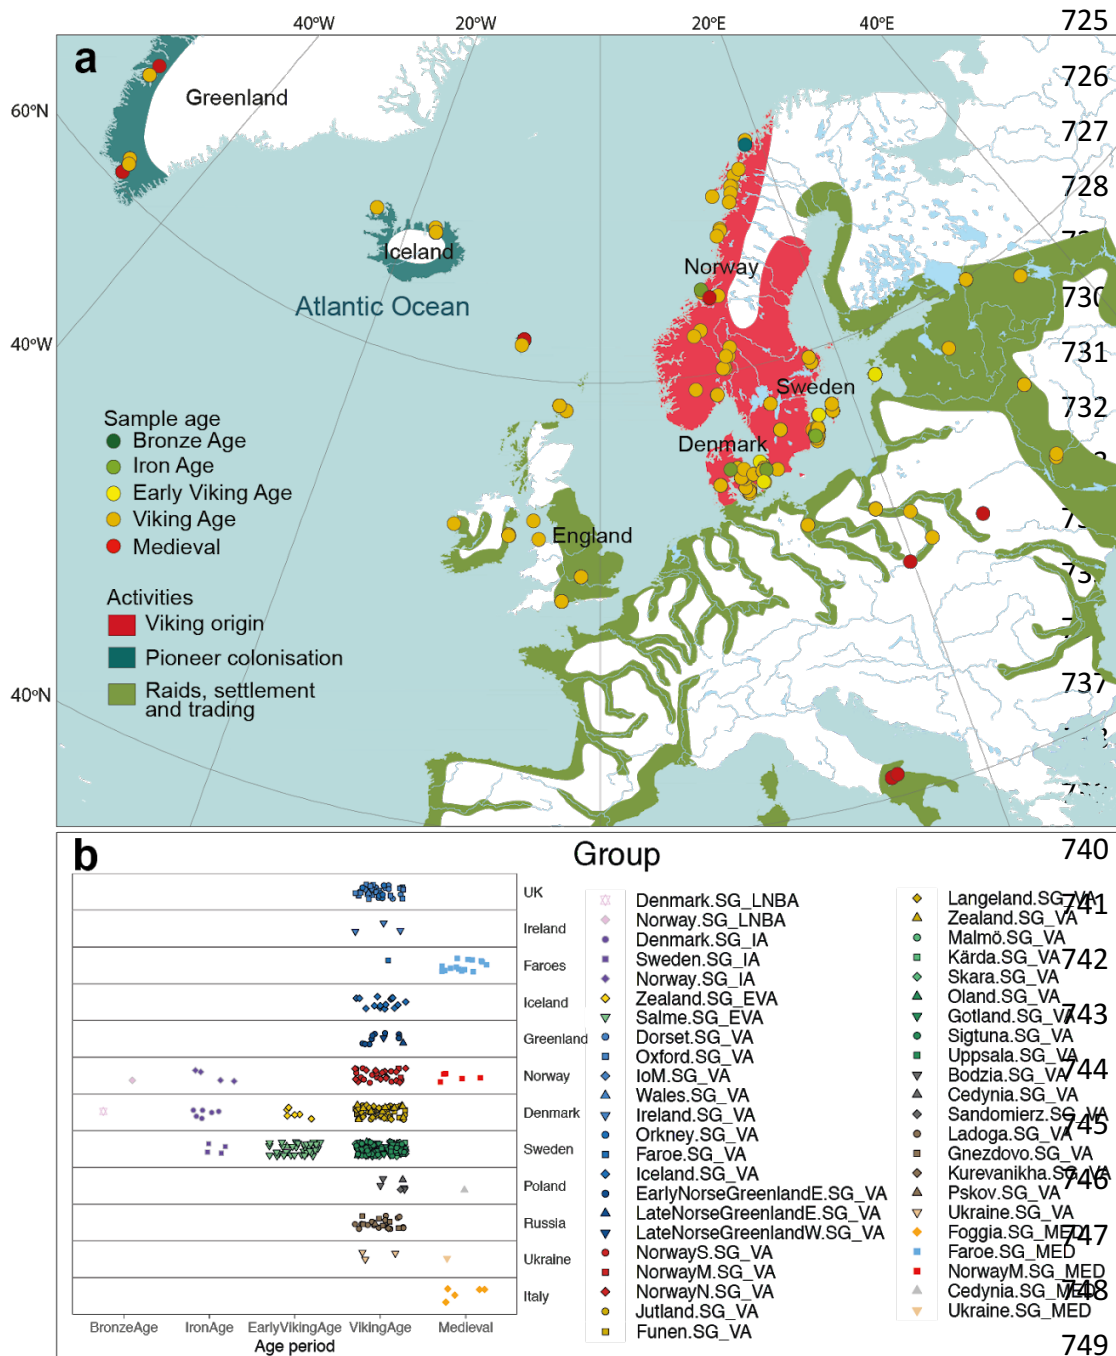 40°W
20°W
20°E
40°E
725
a
726
Greenland
60°N
727
728
Iceland
Norway
730
Atlantic Ocean
40°W
731
Sweden
732
Sample age
Bronze Age
Denmark
Iron Age
Early Viking Age
Viking Age
England
Medieval
Activities
Viking origin
Pioneer colonisation
Raids, settlement
and trading
737
40°N
b
Group
740
UK
Ireland
Faroes
Iceland
Greenland
Norway
Denmark
Sweden
Poland
Russia
Ukraine
Italy
BronzeAge
IronAge
EarlyVikingAge
VikingAge
Medieval
Age period
Denmark.SG_LNBA
Norway.SG_LNBA
Denmark.SG_IA
Sweden.SG_IA
Norway.SG_IA
Zealand.SG_EVA
Salme.SG_EVA
Dorset.SG_VA
Oxford.SG_VA
IoM.SG_VA
Wales.SG_VA
Ireland.SG_VA
Orkney.SG_VA
Faroe.SG_VA
Iceland.SG_VA
EarlyNorseGreenlandE.SG_VA
LateNorseGreenlandE.SG_VA
LateNorseGreenlandW.SG_VA
NorwayS.SG_VA
NorwayM.SG_VA
NorwayN.SG_VA
Jutland.SG_VA
Funen.SG_VA
Langeland.SG_VA
Zealand.SG_VA
Malmö.SG_VA
Kärda.SG_VA
Skara.SG_VA
Oland.SG_VA
Gotland.SG_VA
Sigtuna.SG_VA
Uppsala.SG_VA
Bodzia.SG_VA
Cedynia.SG_VA
Sandomierz.SG_VA
Ladoga.SG_VA
Gnezdovo.SG_VA
Kurevanikha.SG_VA
Pskov.SG_VA
Ukraine.SG_VA
Foggia.SG_MED
Faroe.SG_MED
NorwayM.SG_MED
Cedynia.SG_MED
Ukraine.SG_MED
741
742
743
744
745
746
747
748
749